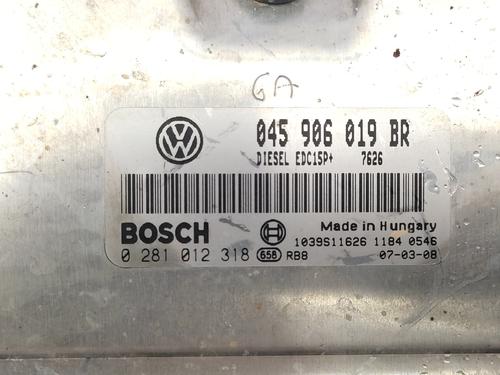 GA
045 906 019 BR
DIESEL EDC15P+ 7626
BOSCH
Made in Hungary
1039S11626 1184 0546
0 281 012 318 658 RB8 07-03-08